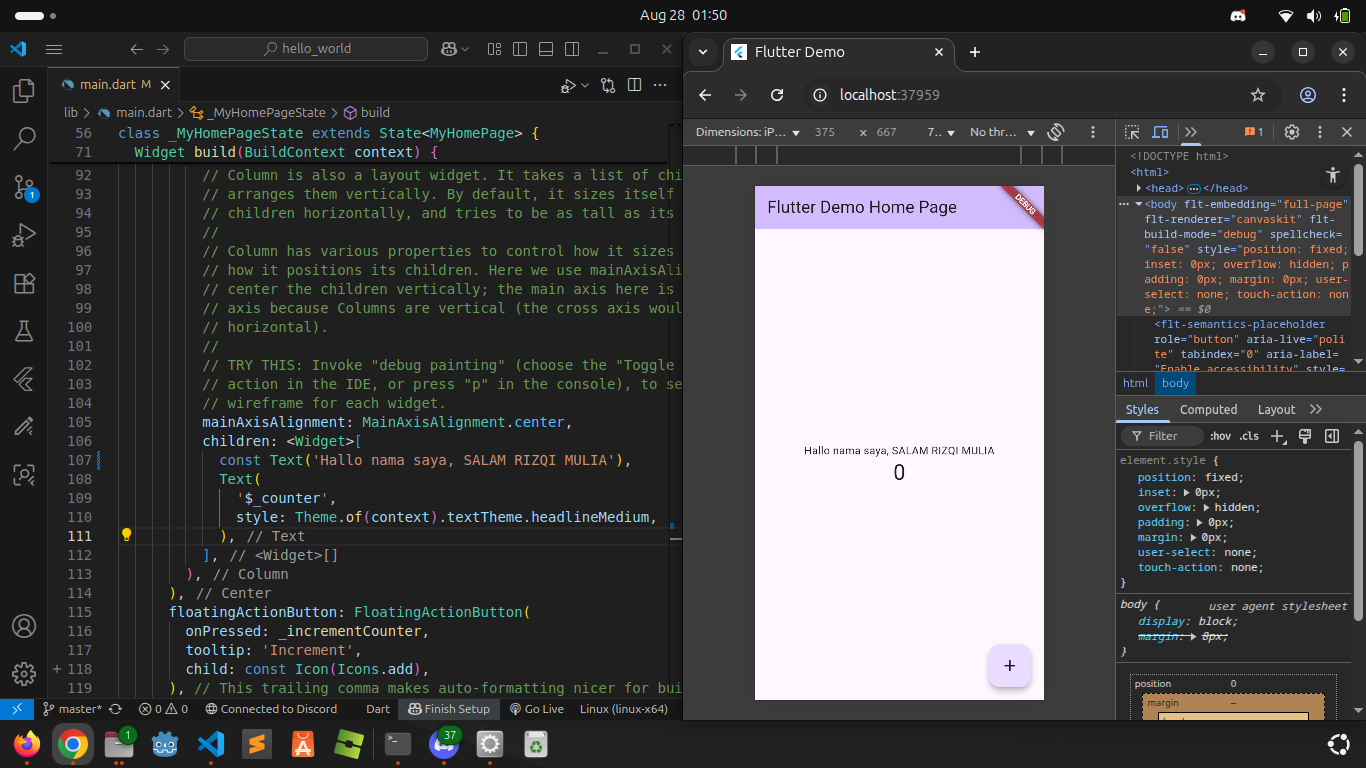 Aug 28 01:50
hello_world
main.dart M
lib > main.dart > _MyHomePageState > build
56 class _MyHomePageState extends State<MyHomePage> {
71 Widget build(BuildContext context) {
92 // Column is also a layout widget. It takes a list of chi
93 // arranges them vertically. By default, it sizes itself
94 // children horizontally, and tries to be as tall as its
95 //
96 // Column has various properties to control how it sizes
97 // how it positions its children. Here we use mainAxisAli
98 // center the children vertically; the main axis here is
99 // axis because Columns are vertical (the cross axis woul
100 // horizontal).
101 //
102 // TRY THIS: Invoke "debug painting" (choose the "Toggle
103 // action in the IDE, or press "p" in the console), to se
104 // wireframe for each widget.
105 mainAxisAlignment: MainAxisAlignment.center,
106 children: <Widget>[
107 const Text('Hallo nama saya, SALAM RIZQI MULIA'),
108 Text(
109 '$_counter',
110 style: Theme.of(context).textTheme.headlineMedium,
111 ), // Text
112 ], // <Widget>[]
113 ), // Column
114 ), // Center
115 floatingActionButton: FloatingActionButton(
116 onPressed: _incrementCounter,
117 tooltip: 'Increment',
118 child: const Icon(Icons.add),
119 ), // This trailing comma makes auto-formatting nicer for bui
master* 0 0 Connected to Discord Dart Finish Setup Go Live Linux (linux-x64)
Flutter Demo
localhost:37959
Dimensions: iP... 375 x 667 7... No thr...
Flutter Demo Home Page
DEBUG
Hallo nama saya, SALAM RIZQI MULIA
0
+
1
<!DOCTYPE html>
<html>
<head> </head>
<body flt-embedding="full-page"
flt-renderer="canvaskit" flt-
build-mode="debug" spellcheck=
"false" style="position: fixed;
inset: 0px; overflow: hidden; p
adding: 0px; margin: 0px; user-
select: none; touch-action: non
e;"> == $0
<flt-semantics-placeholder
role="button" aria-live="poli
te" tabindex="0" aria-label=
"Enable accessibility" style=
html body
Styles Computed Layout
Filter :hov .cls
element.style {
position: fixed;
inset: 0px;
overflow: hidden;
padding: 0px;
margin: 0px;
user-select: none;
touch-action: none;
}
body { user agent stylesheet
display: block;
margin: 8px;
}
position 0
margin –
1
37